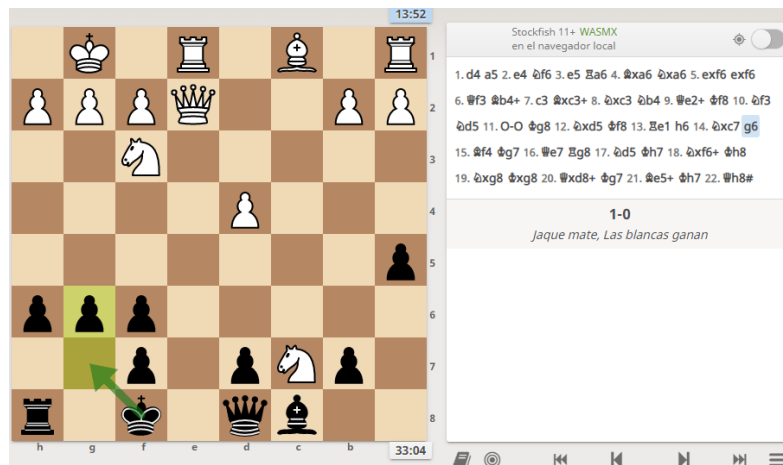 13:52
1
2
3
4
5
6
7
8
h g f e d c b
33:04
Stockfish 11+ WASMX
en el navegador local
1. d4 a5 2. e4 ♘f6 3. e5 ♖a6 4. ♗xa6 ♘xa6 5. exf6 exf6
6. ♕f3 ♗b4+ 7. c3 ♗xc3+ 8. ♘xc3 ♘b4 9. ♕e2+ ♔f8 10. ♘f3
♘d5 11. O-O ♔g8 12. ♘xd5 ♔f8 13. ♖e1 h6 14. ♘xc7 g6
15. ♗f4 ♔g7 16. ♕e7 ♖g8 17. ♘d5 ♔h7 18. ♘xf6+ ♔h8
19. ♘xg8 ♔xg8 20. ♕xd8+ ♔g7 21. ♗e5+ ♔h7 22. ♕h8#
1-0
Jaque mate, Las blancas ganan